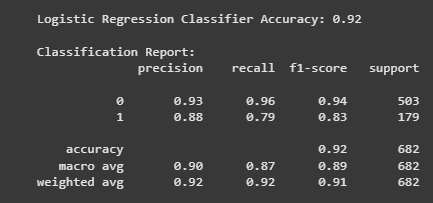 Logistic Regression Classifier Accuracy: 0.92
Classification Report:
precision recall f1-score support
0 0.93 0.96 0.94 503
1 0.88 0.79 0.83 179
accuracy 0.92 682
macro avg 0.90 0.87 0.89 682
weighted avg 0.92 0.92 0.91 682